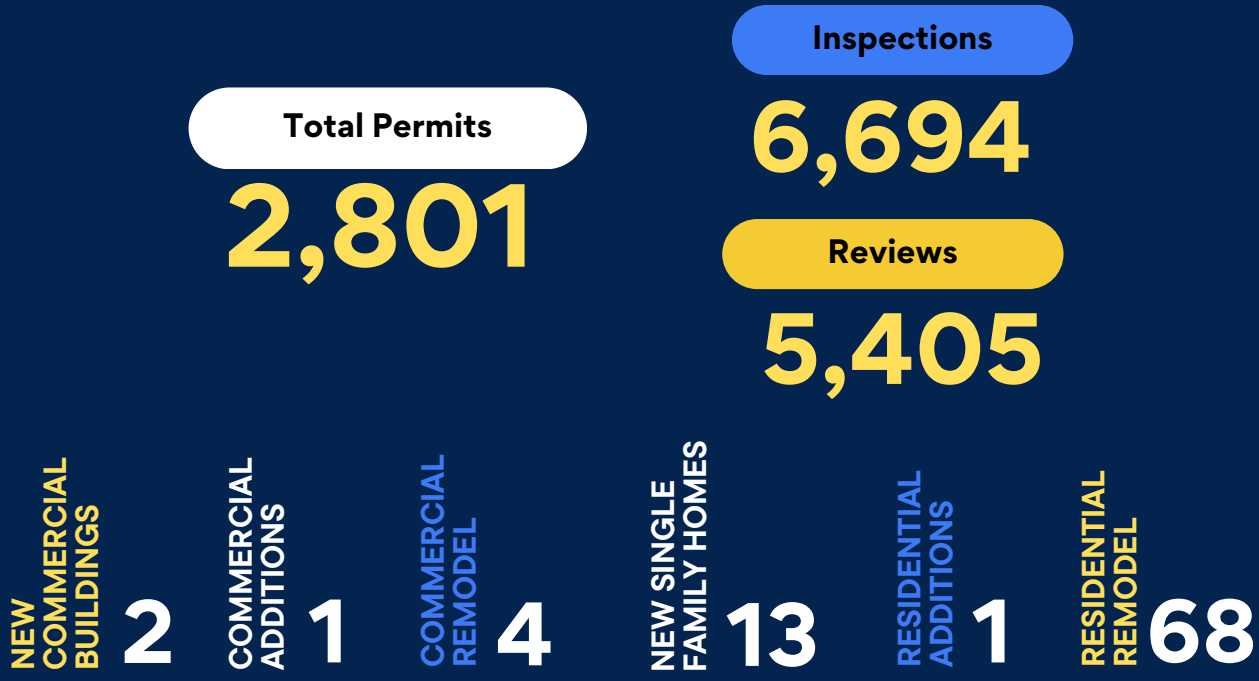 Total Permits
2,801
Inspections
6,694
Reviews
5,405
NEW
COMMERCIAL
BUILDINGS
2
COMMERCIAL
ADDITIONS
1
COMMERCIAL
REMODEL
4
NEW SINGLE
FAMILY HOMES
13
RESIDENTIAL
ADDITIONS
1
RESIDENTIAL
REMODEL
68